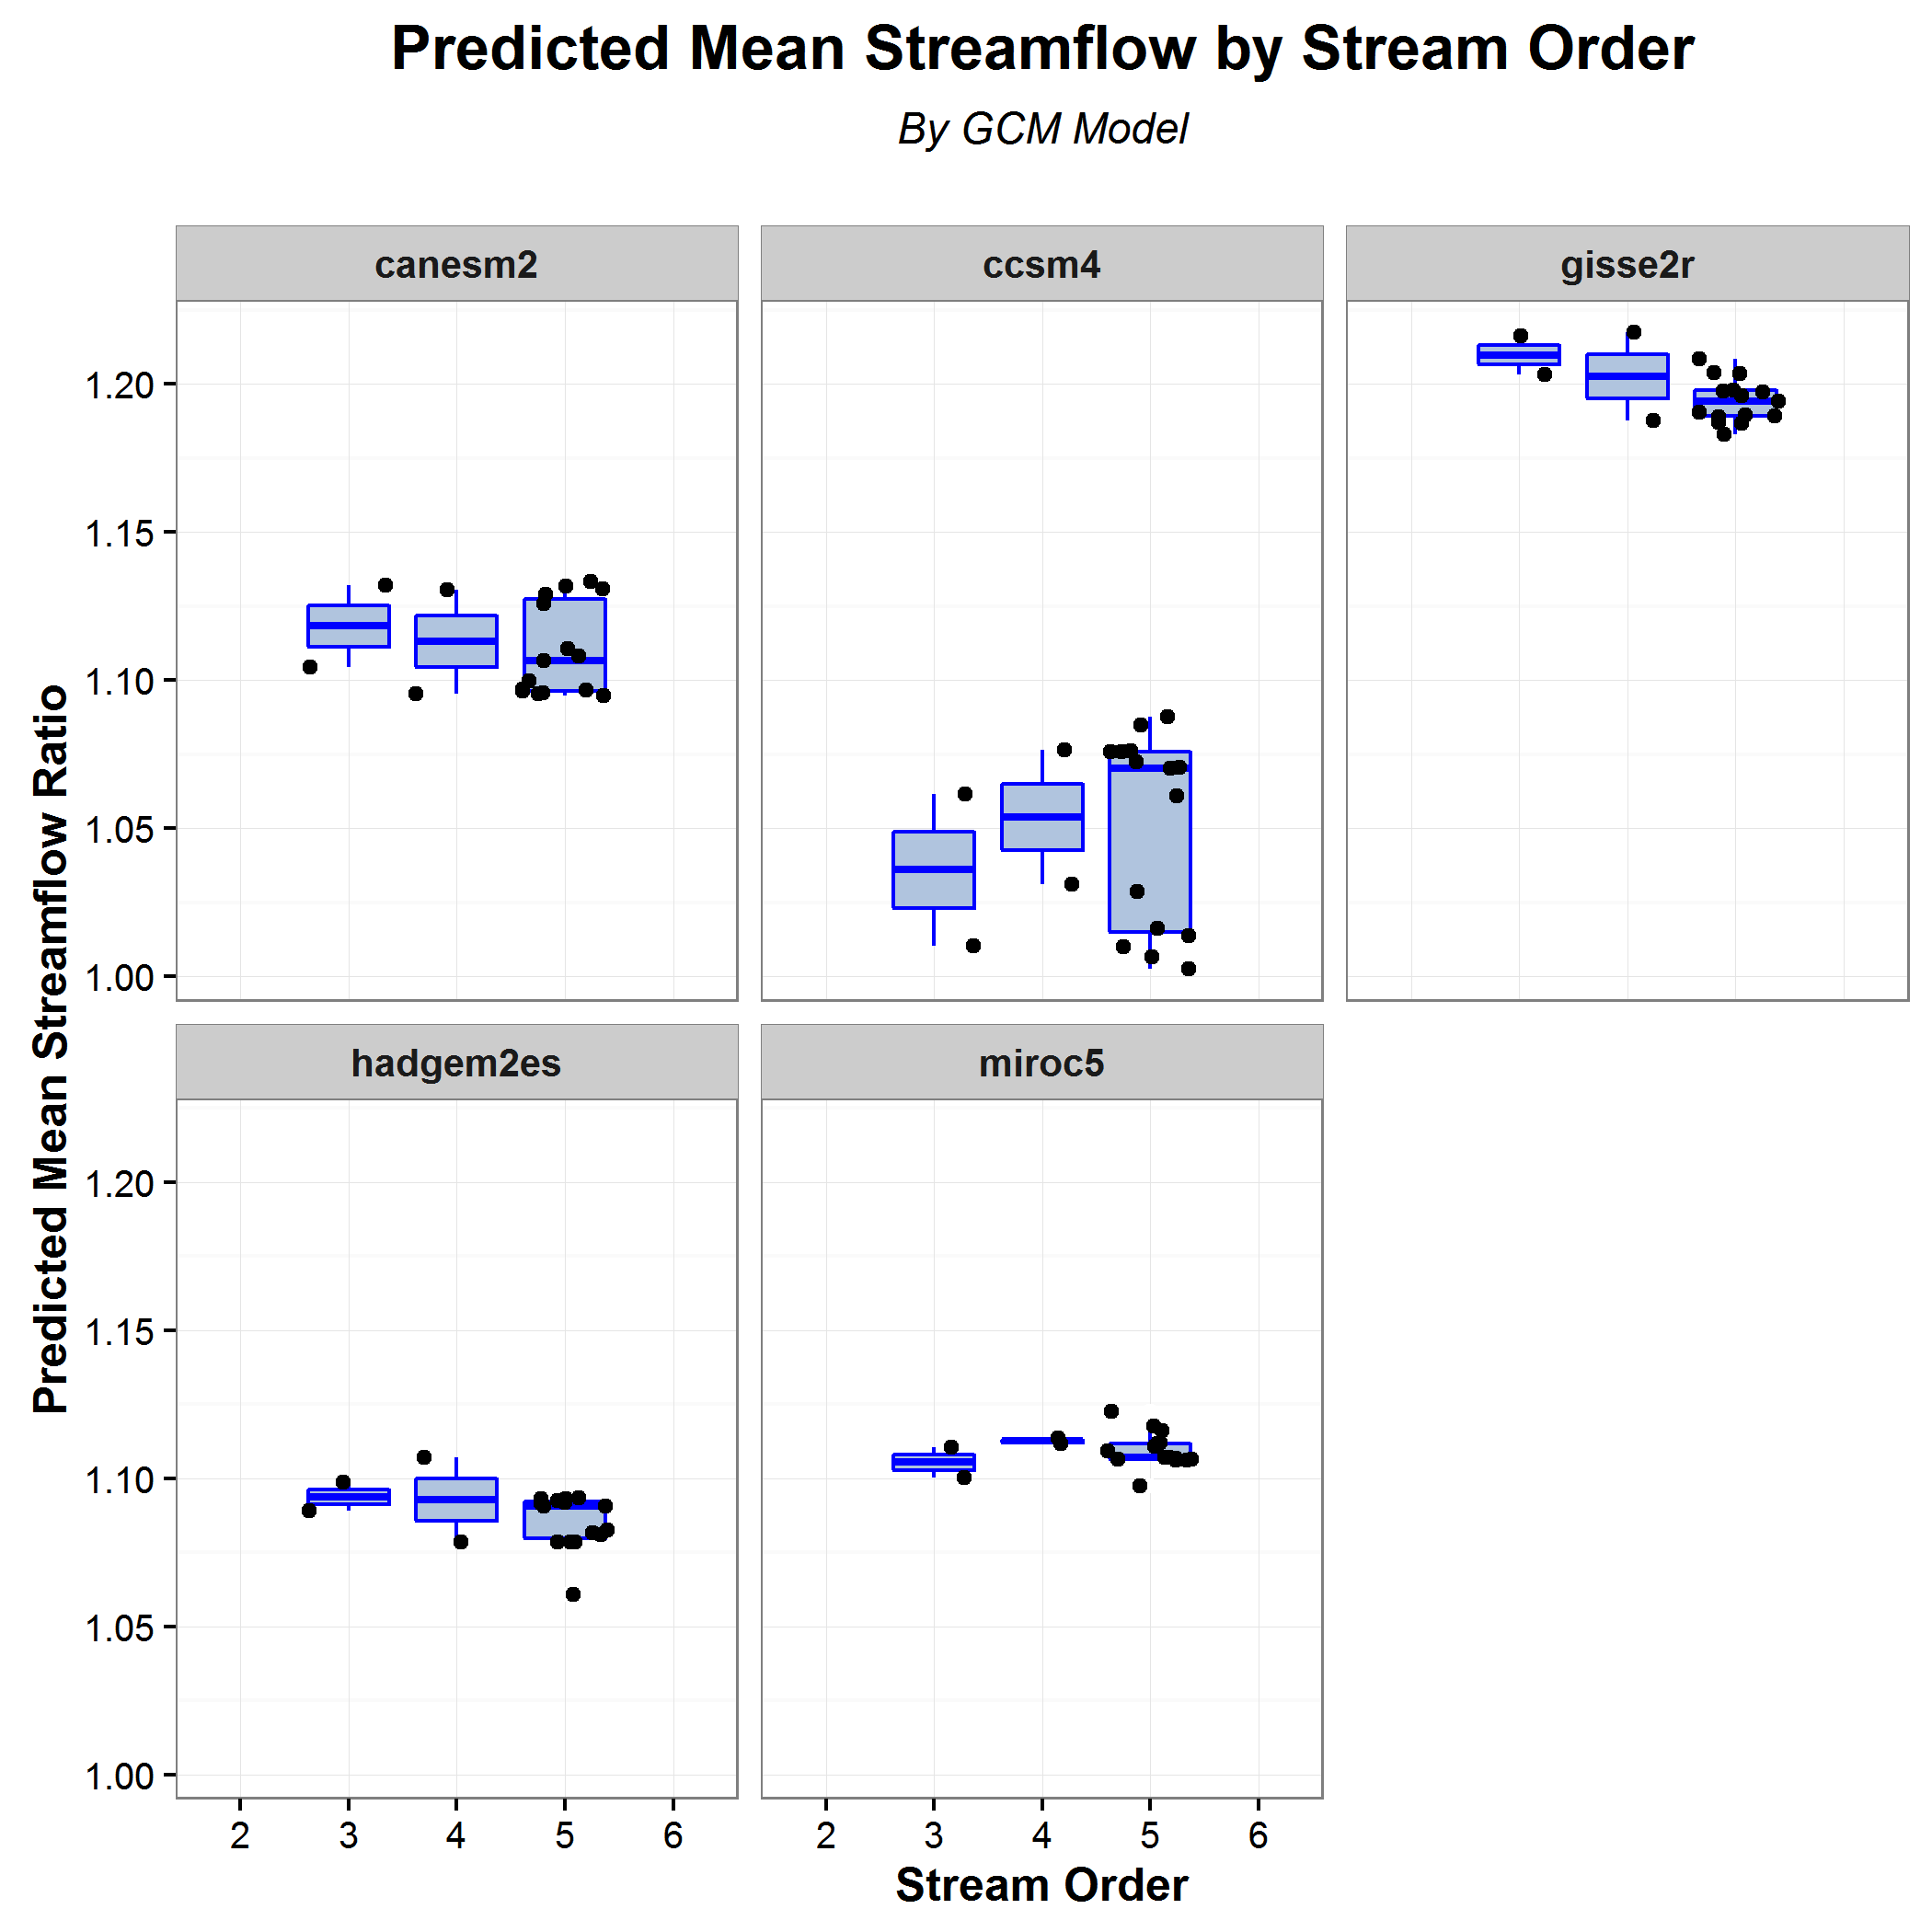 Predicted Mean Streamflow by Stream Order
By GCM Model
canesm2
ccsm4
gisse2r
1.20
1.15
1.10
1.05
1.00
hadgem2es
miroc5
1.20
1.15
1.10
1.05
1.00
2 3 4 5 6
2 3 4 5 6
Stream Order
Predicted Mean Streamflow Ratio